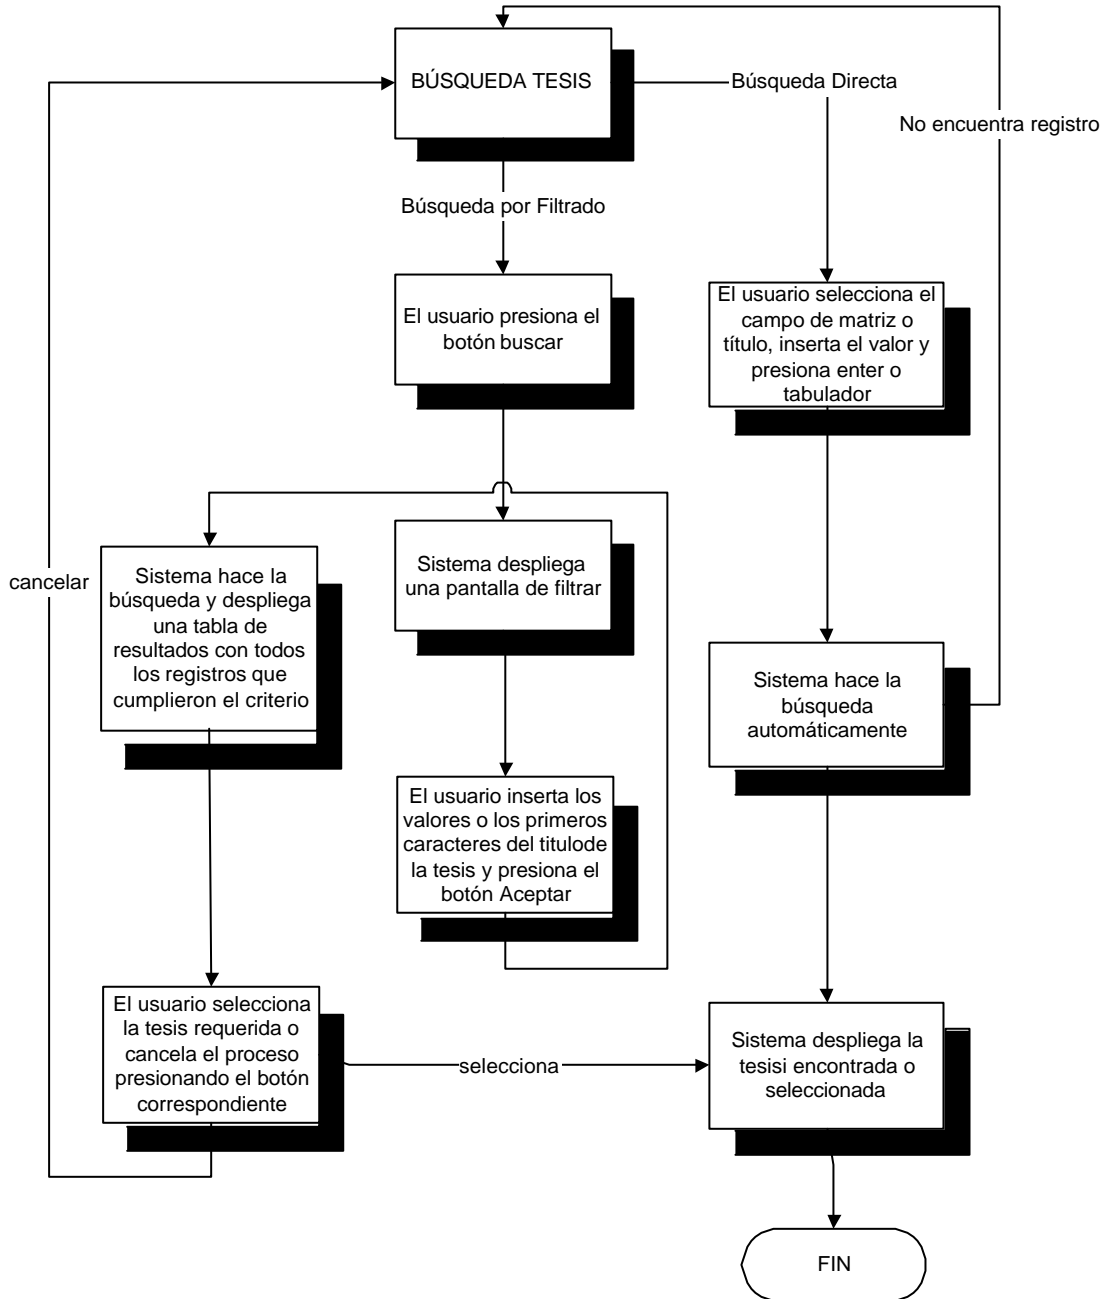 BÚSQUEDA TESIS
Búsqueda Directa
No encuentra registro
Búsqueda por Filtrado
El usuario presiona el
botón buscar
El usuario selecciona el
campo de matriz o
título, inserta el valor y
presiona enter o
tabulador
cancelar
Sistema hace la
búsqueda y despliega
una tabla de
resultados con todos
los registros que
cumplieron el criterio
Sistema despliega
una pantalla de filtrar
Sistema hace la
búsqueda
automáticamente
El usuario inserta los
valores o los primeros
caracteres del titulode
la tesis y presiona el
botón Aceptar
El usuario selecciona
la tesis requerida o
cancela el proceso
presionando el botón
correspondiente
selecciona
Sistema despliega la
tesisi encontrada o
seleccionada
FIN